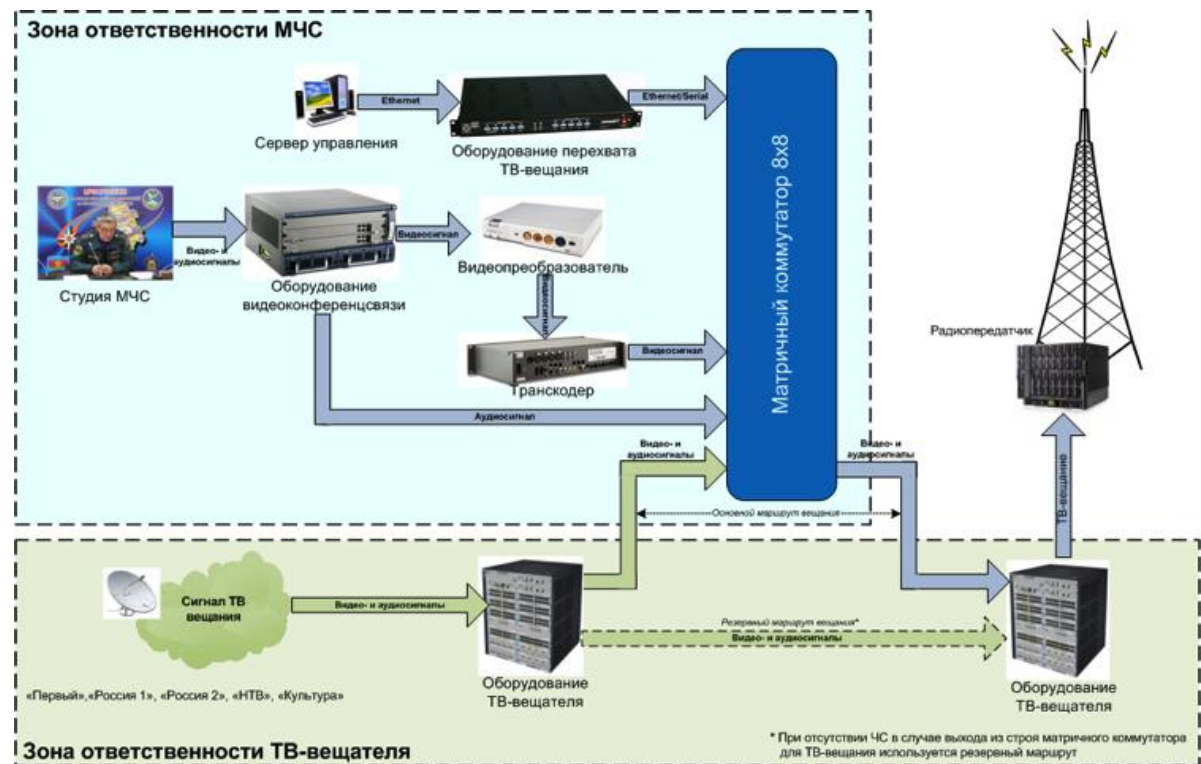 Зона ответственности МЧС
Ethernet
Ethernet/Serial
Сервер управления
Оборудование перехвата
ТВ-вещания
Матричный коммутатор 8х8
Видео- и
аудиосигналы
Видеосигнал
Студия МЧС
Оборудование
видеоконференцсвязи
Видеопреобразователь
Видеосигнал
Транскодер
Видеосигнал
Аудиосигнал
Радиопередатчик
Видео- и
аудиосигналы
Видео- и
аудиосигналы
ТВ-вещание
Основной маршрут вещания
Сигнал ТВ
вещания
Видео- и аудиосигналы
Резервный маршрут вещания*
Видео- и аудиосигналы
Оборудование
ТВ-вещателя
Оборудование
ТВ-вещателя
«Первый»,«Россия 1», «Россия 2», «НТВ», «Культура»
Зона ответственности ТВ-вещателя
* При отсутствии ЧС в случае выхода из строя матричного коммутатора
для ТВ-вещания используется резервный маршрут